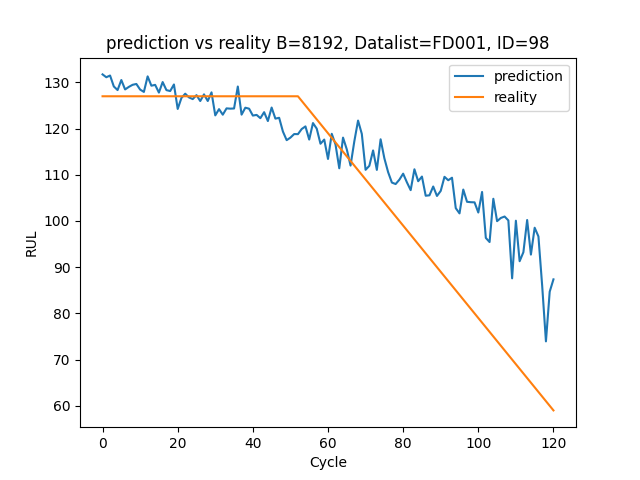 prediction vs reality B=8192, Datalist=FD001, ID=98
prediction
reality
RUL
130
120
110
100
90
80
70
60
0 20 40 60 80 100 120
Cycle